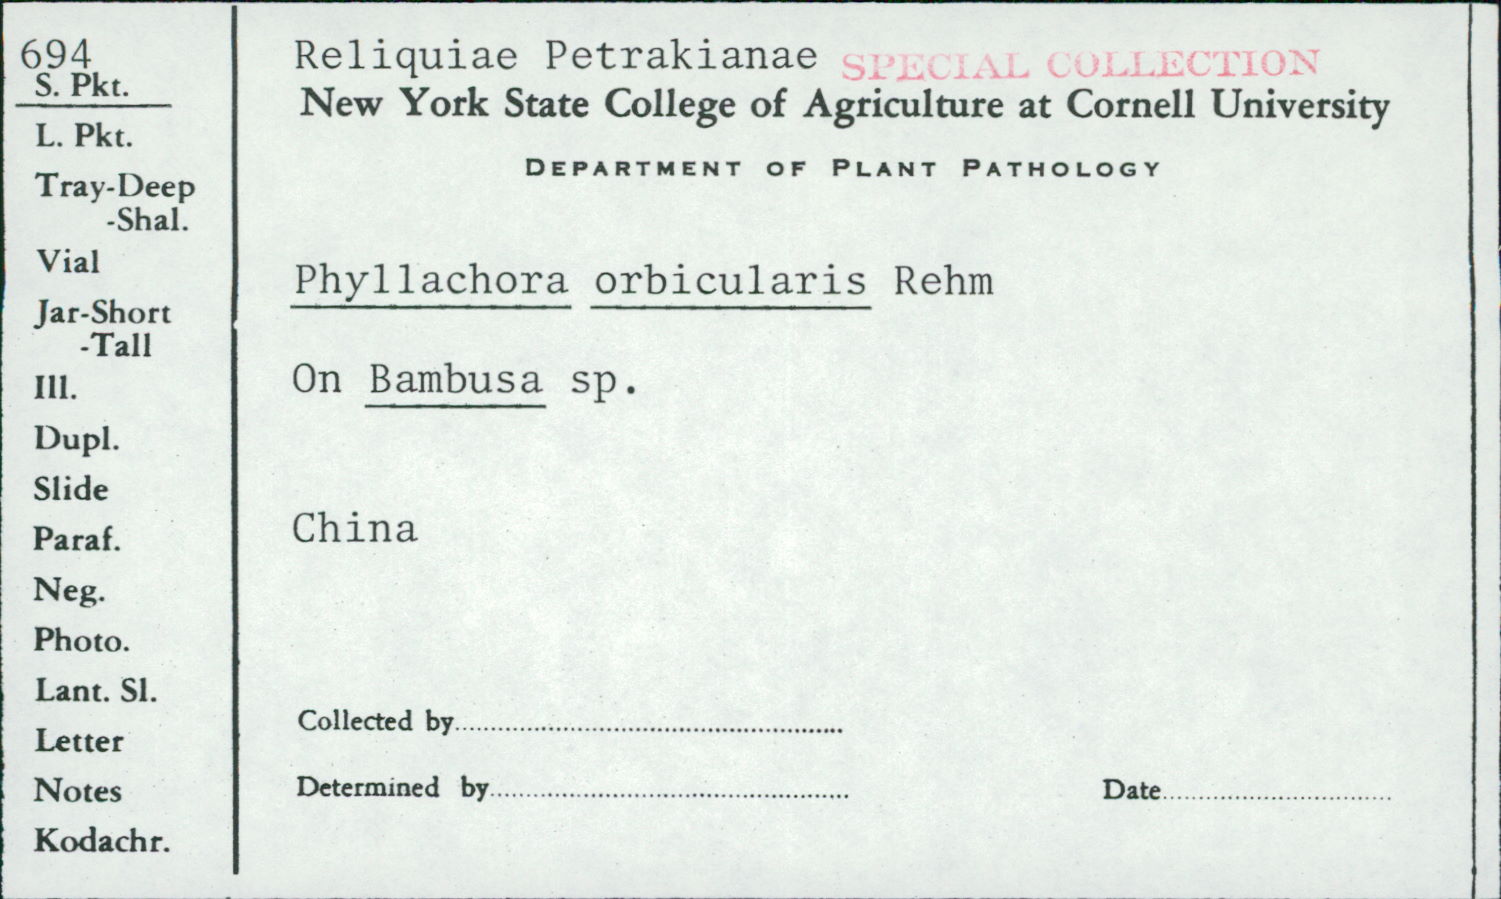 694
S. Pkt.
L. Pkt.
Tray-Deep
-Shal.
Vial
Jar-Short
-Tall
Ill.
Dupl.
Slide
Paraf.
Neg.
Photo.
Lant. Sl.
Letter
Notes
Kodachr.
Reliquiae Petrakianae SPECIAL COLLECTION
New York State College of Agriculture at Cornell University
DEPARTMENT OF PLANT PATHOLOGY
Phyllachora orbicularis Rehm
On Bambusa sp.
China
Collected by
Determined by
Date